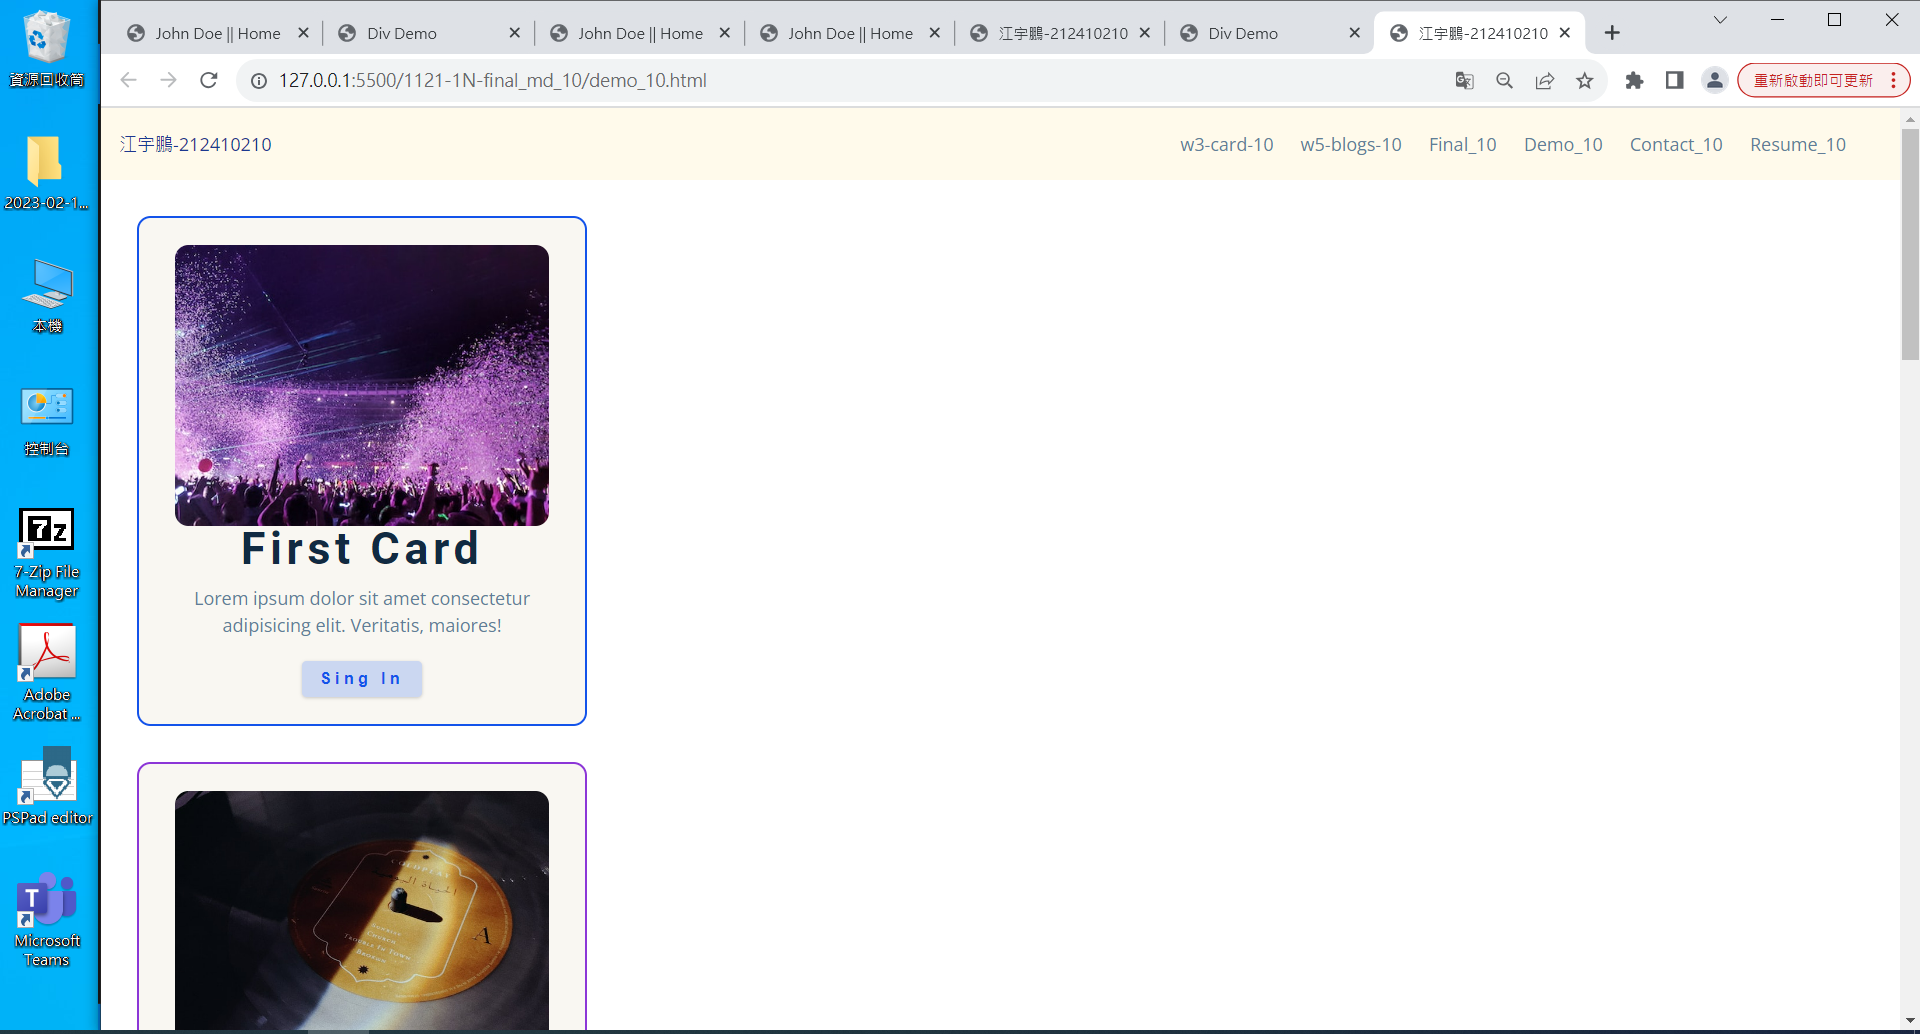 資源回收筒
2023-02-1...
本機
控制台
7-Zip File
Manager
Adobe
Acrobat ...
PSPad editor
Microsoft
Teams
John Doe || Home
Div Demo
John Doe || Home
John Doe || Home
江宇鵬-212410210
Div Demo
江宇鵬-212410210
127.0.0.1:5500/1121-1N-final_md_10/demo_10.html
重新啟動即可更新
江宇鵬-212410210
w3-card-10
w5-blogs-10
Final_10
Demo_10
Contact_10
Resume_10
First Card
Lorem ipsum dolor sit amet consectetur
adipisicing elit. Veritatis, maiores!
Sing In
COLDPLAY
A